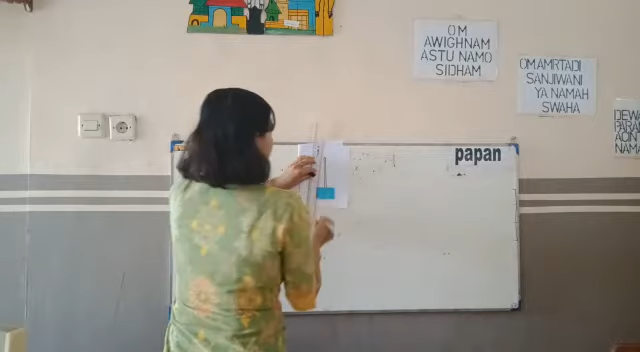 OM
AWIGHNAM
ASTU NAMO
SIDHAM
OM AMRTADI
SANJIWANI
YA NAMAH
SWAHA
papan